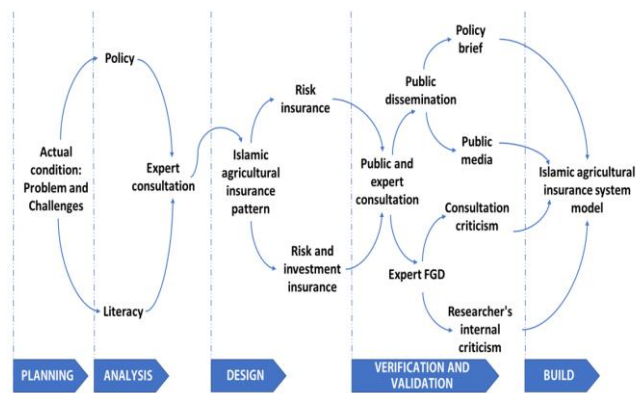 Policy
Policy
brief
Public
dissemination
Risk
insurance
Actual
condition:
Problem and
Challenges
Expert
consultation
Islamic
agricultural
insurance
pattern
Public and
expert
consultation
Public
media
Islamic agricultural
insurance system
model
Consultation
criticism
Risk and
investment
insurance
Expert FGD
Literacy
Researcher's
internal
criticism
PLANNING
ANALYSIS
DESIGN
VERIFICATION AND
VALIDATION
BUILD